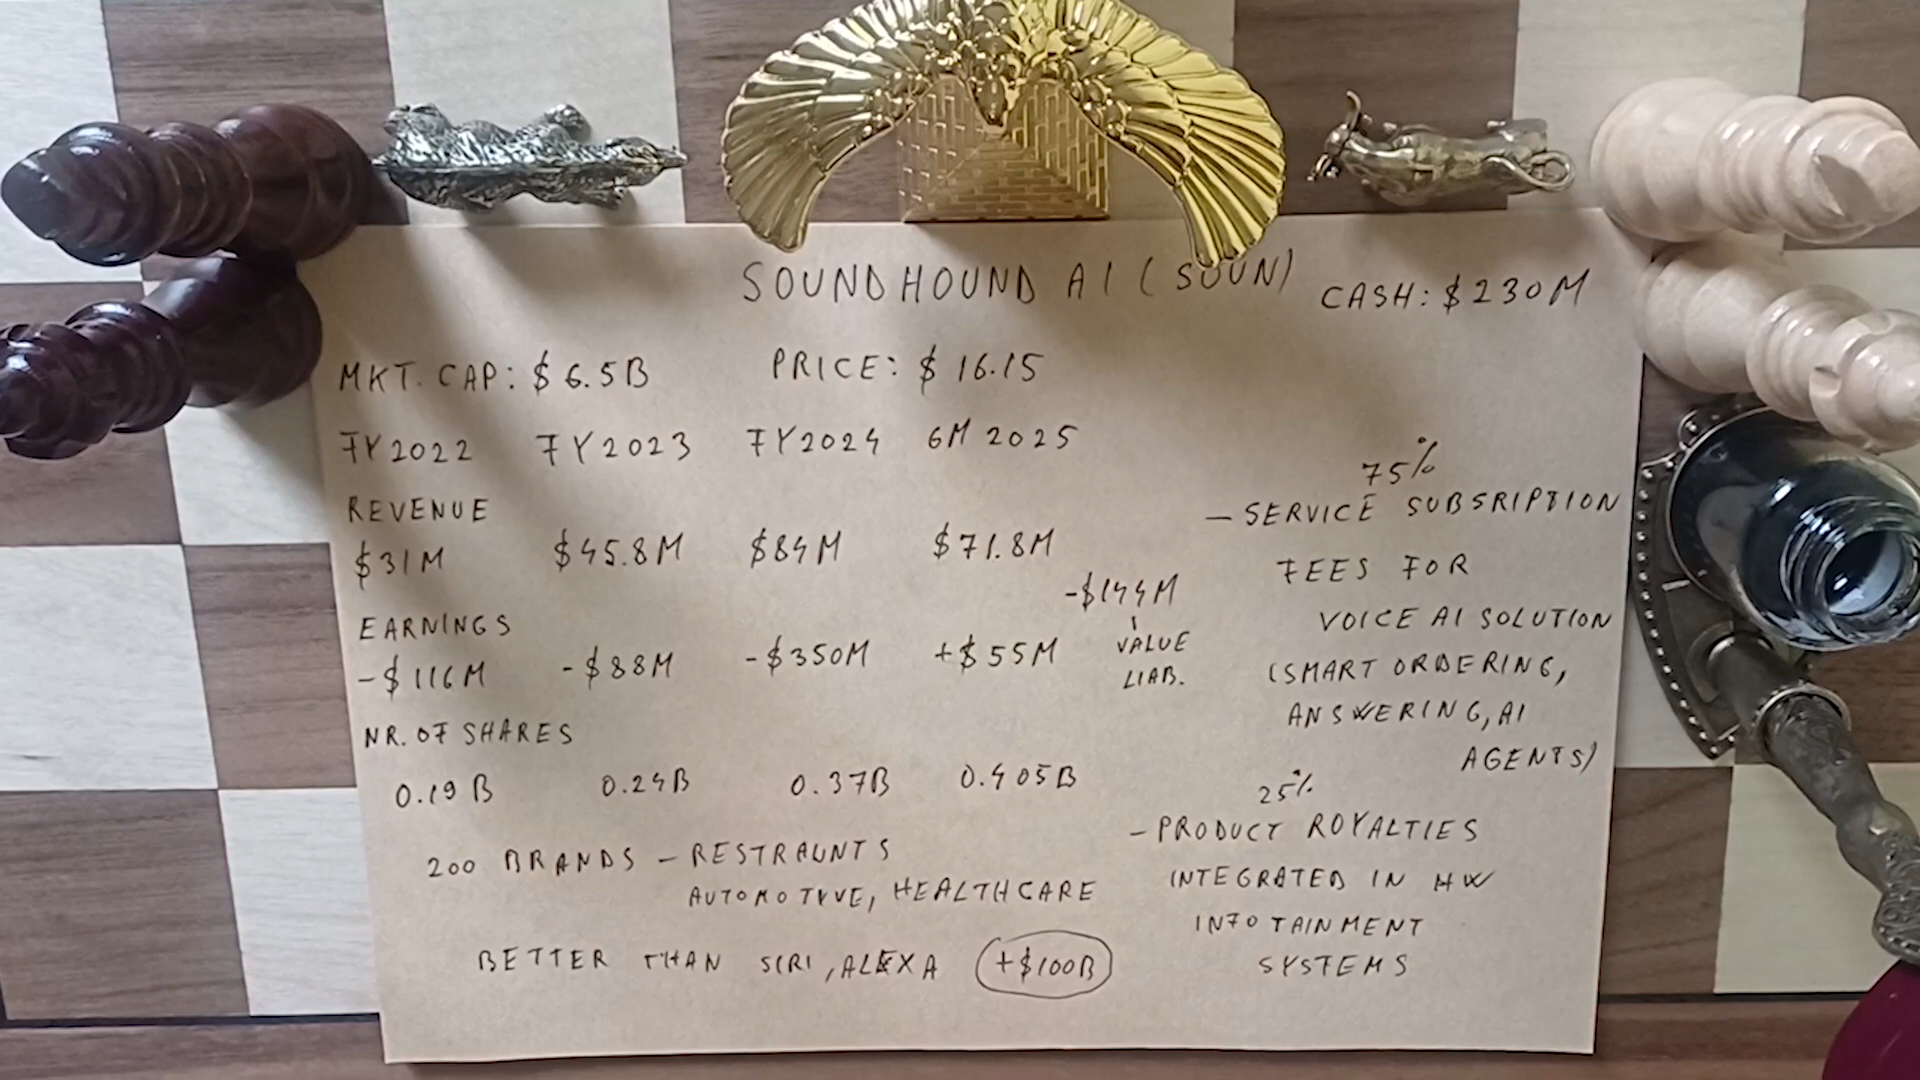 SOUNDHOUND AI (SOUN)
CASH: $230M
MKT. CAP: $6.5B
PRICE: $16.15
FY2022 FY2023 FY2024 6M 2025
REVENUE
$31M $45.8M $84M $71.8M
EARNINGS
-$116M -$88M -$350M +$55M
-$144M
VALUE
LIAB.
NR. OF SHARES
0.19B 0.24B 0.37B 0.405B
200 BRANDS - RESTRAUNTS
AUTOMOTYVE, HEALTHCARE
BETTER THAN SIRI, ALEXA +$100B
75%
- SERVICE SUBSRIPTION
FEES FOR
VOICE AI SOLUTION
(SMART ORDERING,
ANSWERING, AI
AGENTS)
25%
- PRODUCT ROYALTIES
INTEGRATED IN HW
INFOTAINMENT
SYSTEMS